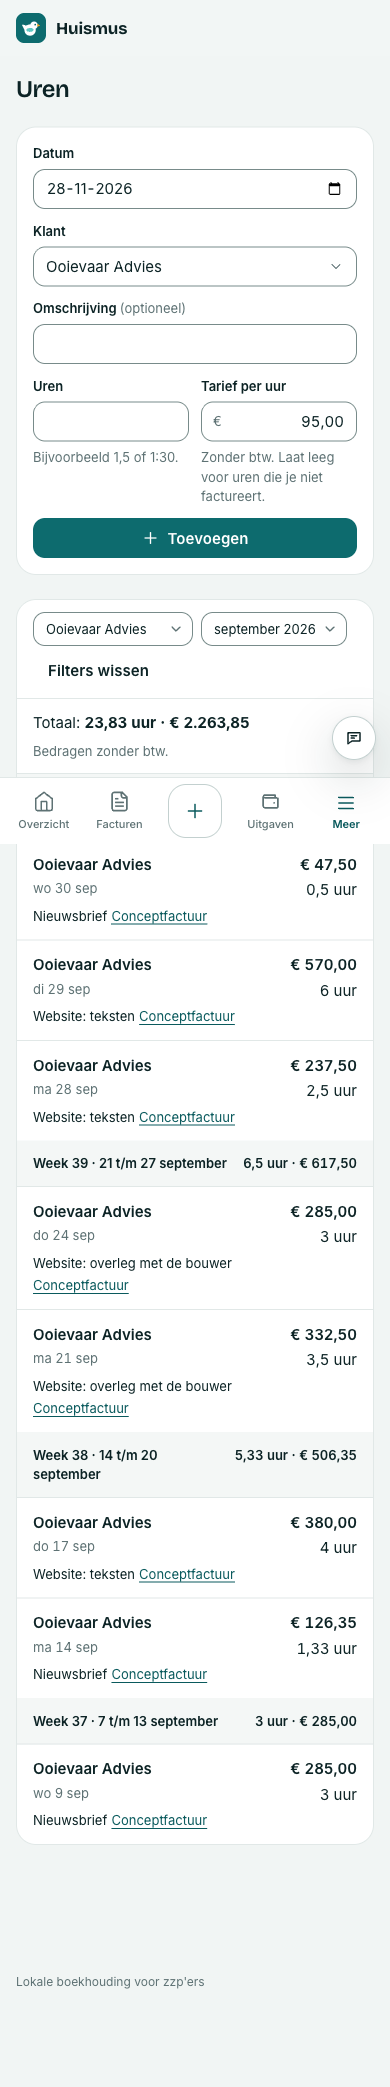 Huismus
Uren
Datum
28-11-2026
Klant
Ooievaar Advies
Omschrijving (optioneel)
Uren
Tarief per uur
€ 95,00
Bijvoorbeeld 1,5 of 1:30.
Zonder btw. Laat leeg
voor uren die je niet
factureert.
+ Toevoegen
Ooievaar Advies
september 2026
Filters wissen
Totaal: 23,83 uur · € 2.263,85
Bedragen zonder btw.
Overzicht
Facturen
+
Uitgaven
Meer
Ooievaar Advies € 47,50
wo 30 sep 0,5 uur
Nieuwsbrief Conceptfactuur
Ooievaar Advies € 570,00
di 29 sep 6 uur
Website: teksten Conceptfactuur
Ooievaar Advies € 237,50
ma 28 sep 2,5 uur
Website: teksten Conceptfactuur
Week 39 · 21 t/m 27 september 6,5 uur · € 617,50
Ooievaar Advies € 285,00
do 24 sep 3 uur
Website: overleg met de bouwer
Conceptfactuur
Ooievaar Advies € 332,50
ma 21 sep 3,5 uur
Website: overleg met de bouwer
Conceptfactuur
Week 38 · 14 t/m 20 5,33 uur · € 506,35
september
Ooievaar Advies € 380,00
do 17 sep 4 uur
Website: teksten Conceptfactuur
Ooievaar Advies € 126,35
ma 14 sep 1,33 uur
Nieuwsbrief Conceptfactuur
Week 37 · 7 t/m 13 september 3 uur · € 285,00
Ooievaar Advies € 285,00
wo 9 sep 3 uur
Nieuwsbrief Conceptfactuur
Lokale boekhouding voor zzp'ers